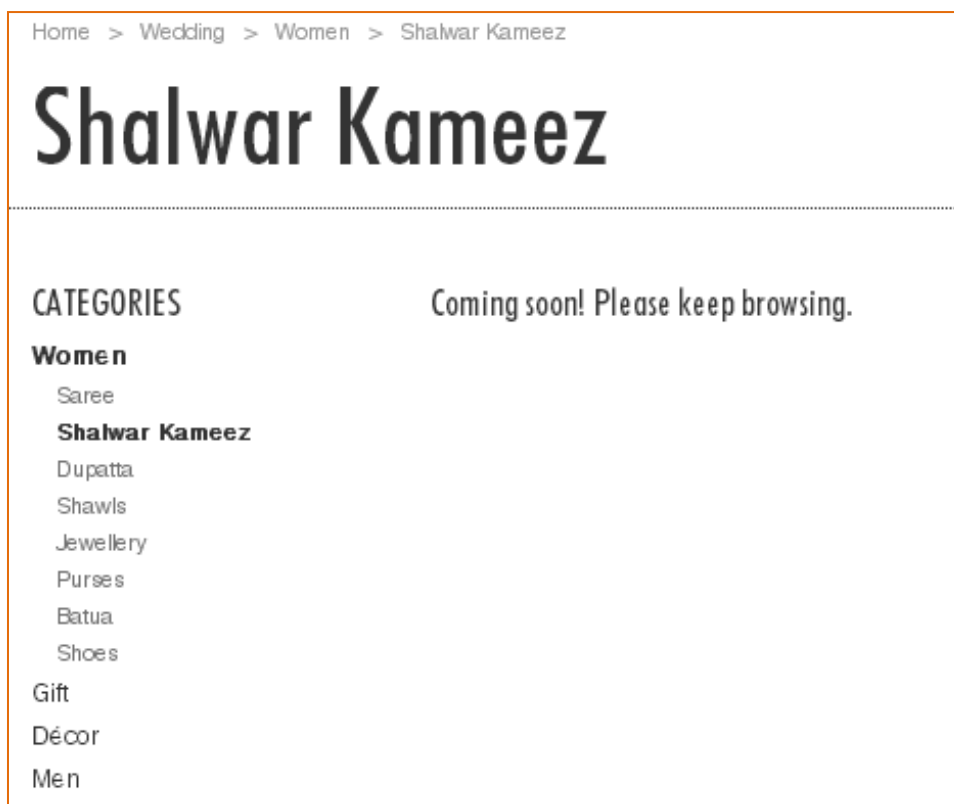 Home > Wedding > Women > Shalwar Kameez
Shalwar Kameez
CATEGORIES
Women
Saree
Shalwar Kameez
Dupatta
Shawls
Jewellery
Purses
Batua
Shoes
Gift
Décor
Men
Coming soon! Please keep browsing.